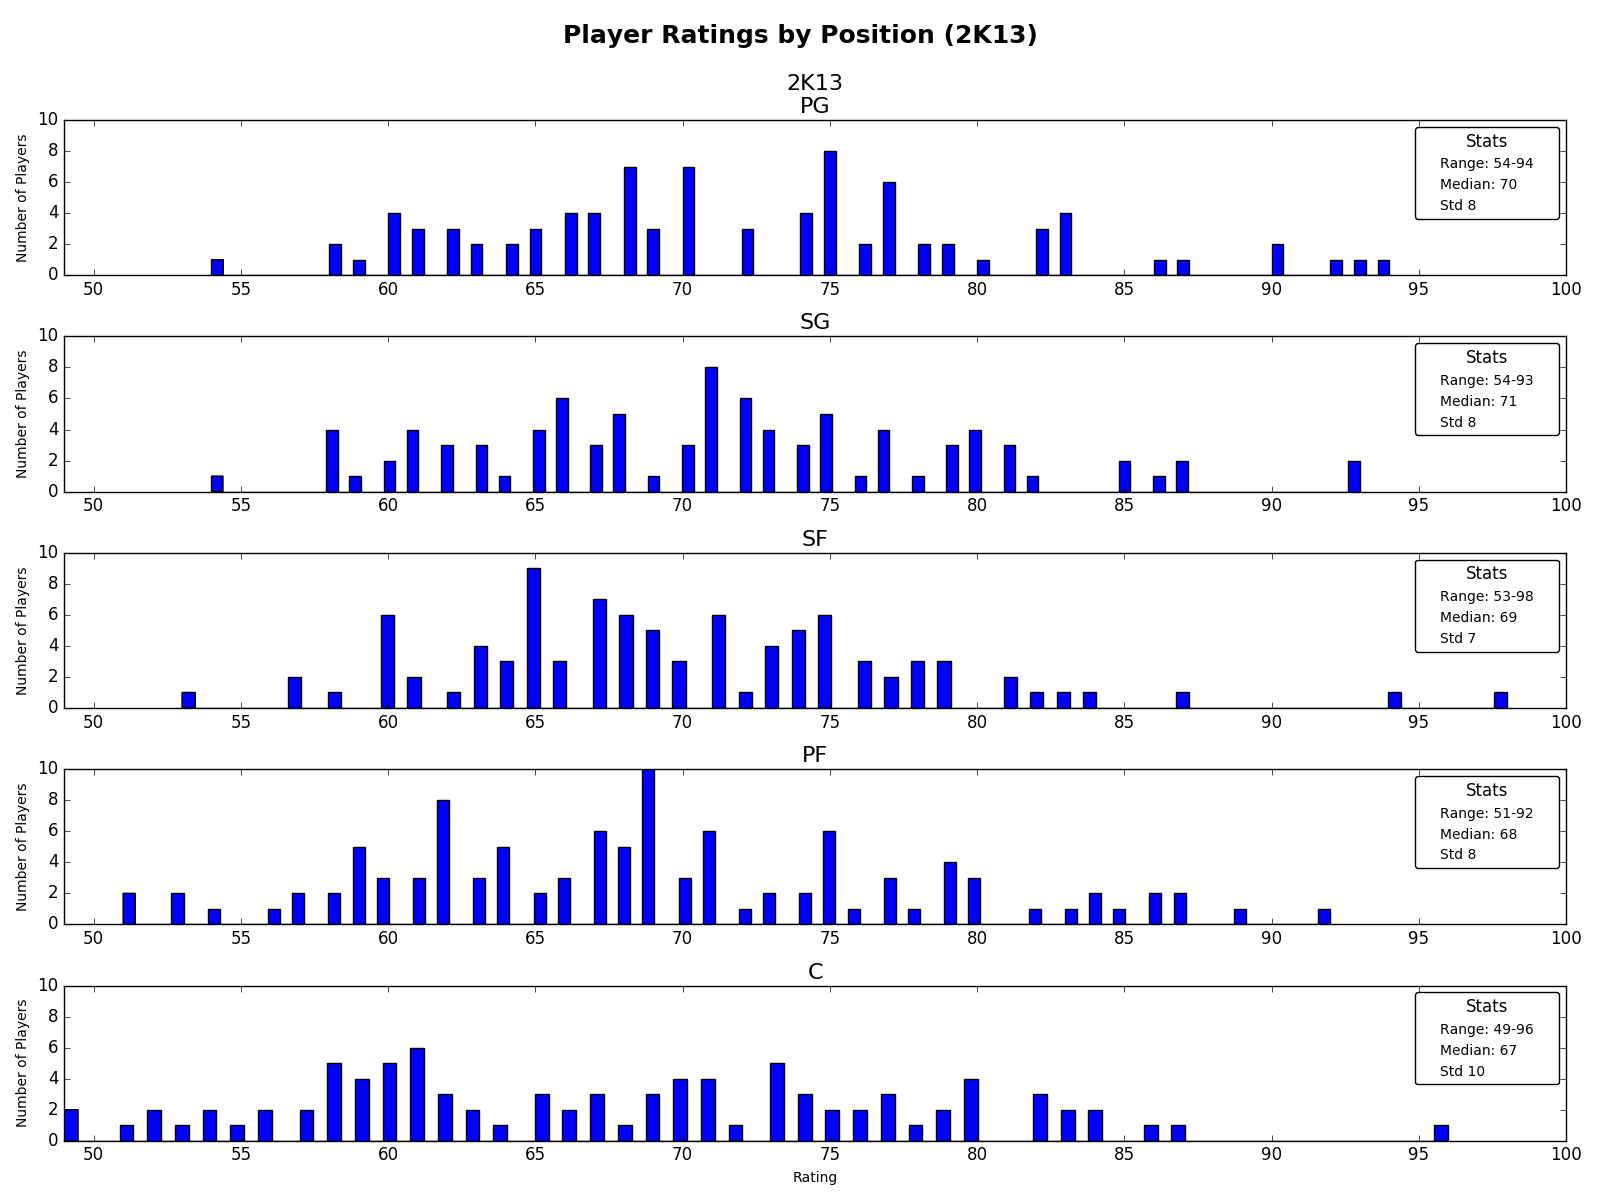 Player Ratings by Position (2K13)
2K13
PG
Number of Players
10
8
6
4
2
0
50 55 60 65 70 75 80 85 90 95 100
Stats
Range: 54-94
Median: 70
Std 8
SG
Number of Players
10
8
6
4
2
0
50 55 60 65 70 75 80 85 90 95 100
Stats
Range: 54-93
Median: 71
Std 8
SF
Number of Players
10
8
6
4
2
0
50 55 60 65 70 75 80 85 90 95 100
Stats
Range: 53-98
Median: 69
Std 7
PF
Number of Players
10
8
6
4
2
0
50 55 60 65 70 75 80 85 90 95 100
Stats
Range: 51-92
Median: 68
Std 8
C
Number of Players
10
8
6
4
2
0
50 55 60 65 70 75 80 85 90 95 100
Stats
Range: 49-96
Median: 67
Std 10
Rating